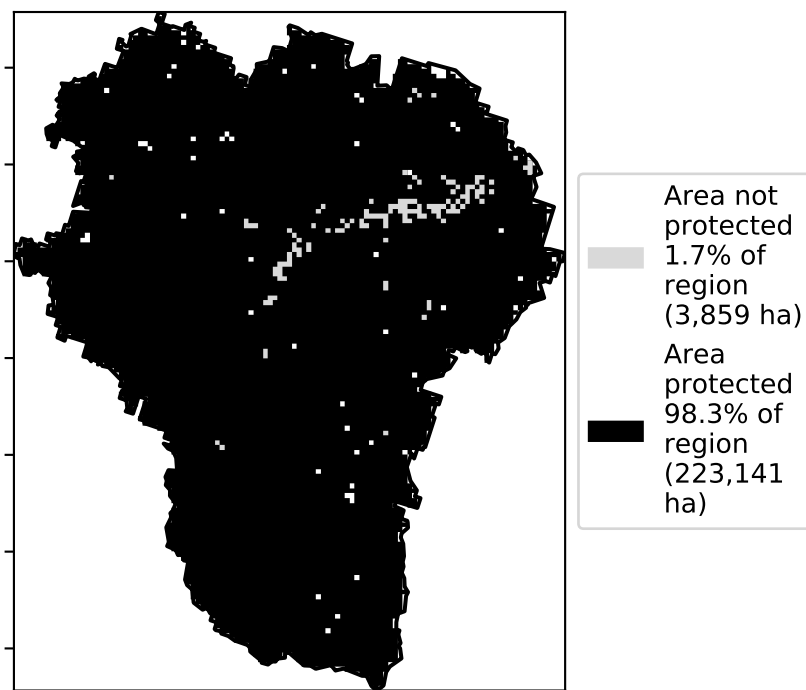 Area not
protected
1.7% of
region
(3,859 ha)
Area
protected
98.3% of
region
(223,141
ha)